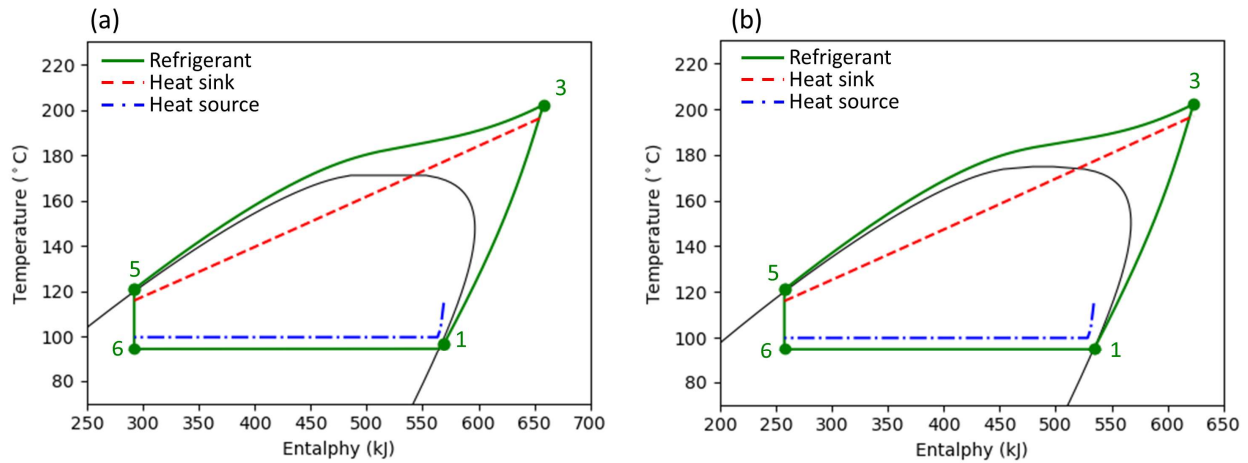 (a)
Refrigerant
Heat sink
Heat source
220
200
180
160
140
120
100
80
Temperature (°C)
3
5
6
1
250 300 350 400 450 500 550 600 650 700
Entalphy (kJ)
(b)
Refrigerant
Heat sink
Heat source
220
200
180
160
140
120
100
80
Temperature (°C)
3
5
6
1
200 250 300 350 400 450 500 550 600 650
Entalphy (kJ)